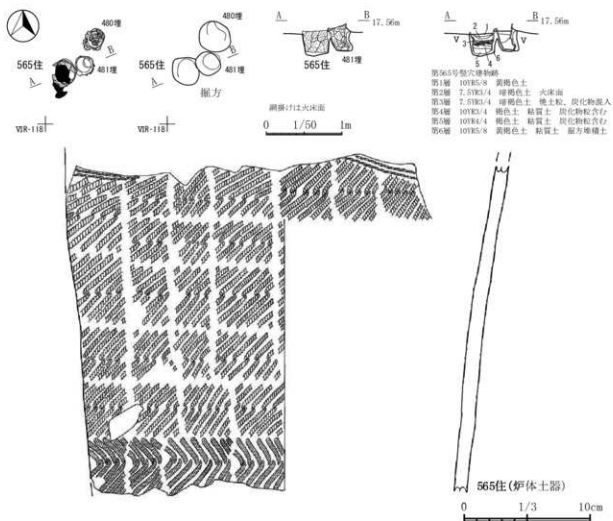 480埋
565住
B
A
481埋
VIR-118
480埋
565住
B
A
481埋
掘方
VIR-118
A B 17.56m
網掛けは火床面
0 1/50 1m
A B 17.56m
2 1
V 3 6 V
5 4
第565号竪穴建物跡
第1層 10YR5/8 黄褐色土
第2層 7.5YR3/4 暗褐色土 火床面
第3層 7.5YR3/4 暗褐色土 焼土粒、炭化物混入
第4層 10YR4/4 褐色土 粘質土 炭化物粒含む
第5層 10YR4/4 褐色土 粘質土 炭化物粒含む
第6層 10YR5/8 黄褐色土 粘質土 掘方堆積土
565住(炉体土器)
0 1/3 10cm